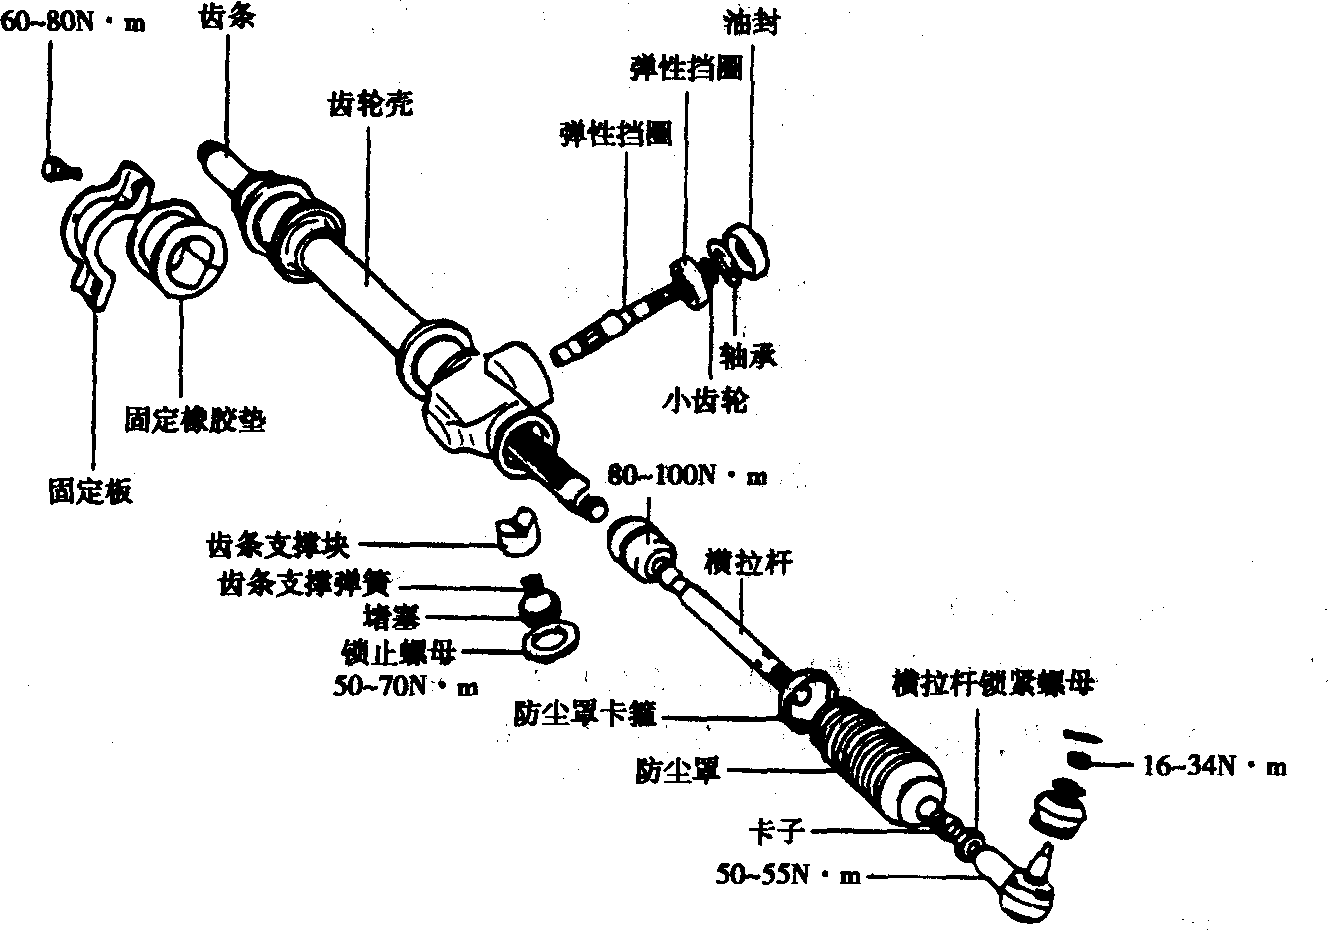 60~80N·m
齿条
油封
弹性挡圈
齿轮壳
弹性挡圈
轴承
小齿轮
固定橡胶垫
固定板
80~100N·m
齿条支撑块
横拉杆
齿条支撑弹簧
堵塞
锁止螺母
50~70N·m
横拉杆锁紧螺母
防尘罩卡箍
防尘罩
16~34N·m
卡子
50~55N·m